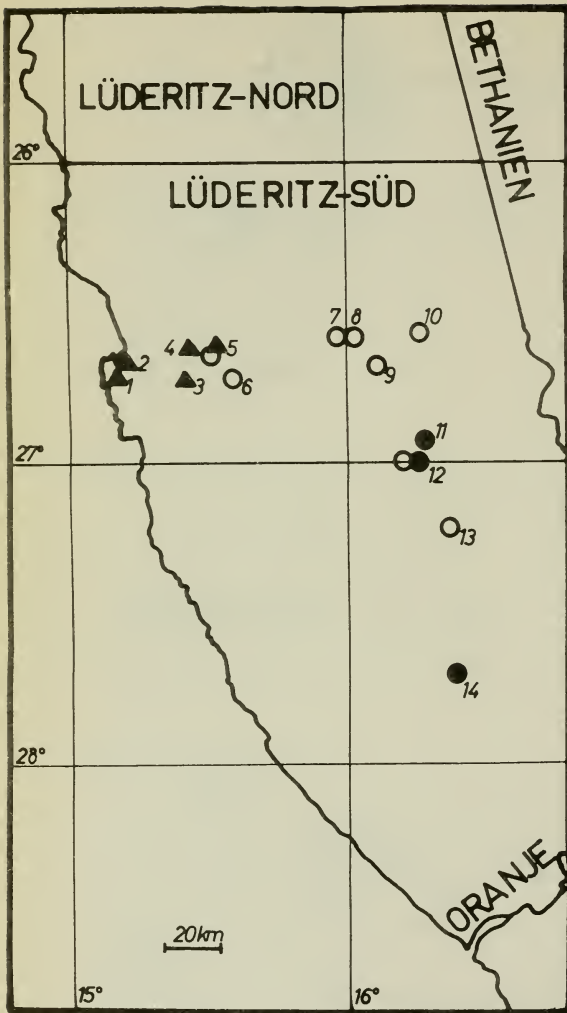 LÜDERITZ-NORD
BETHANIEN
26°
LÜDERITZ-SÜD
7 8 10
4 5
2
9
1 3 6
11
27°
12
13
14
28°
ORANJE
20km
15° 16°